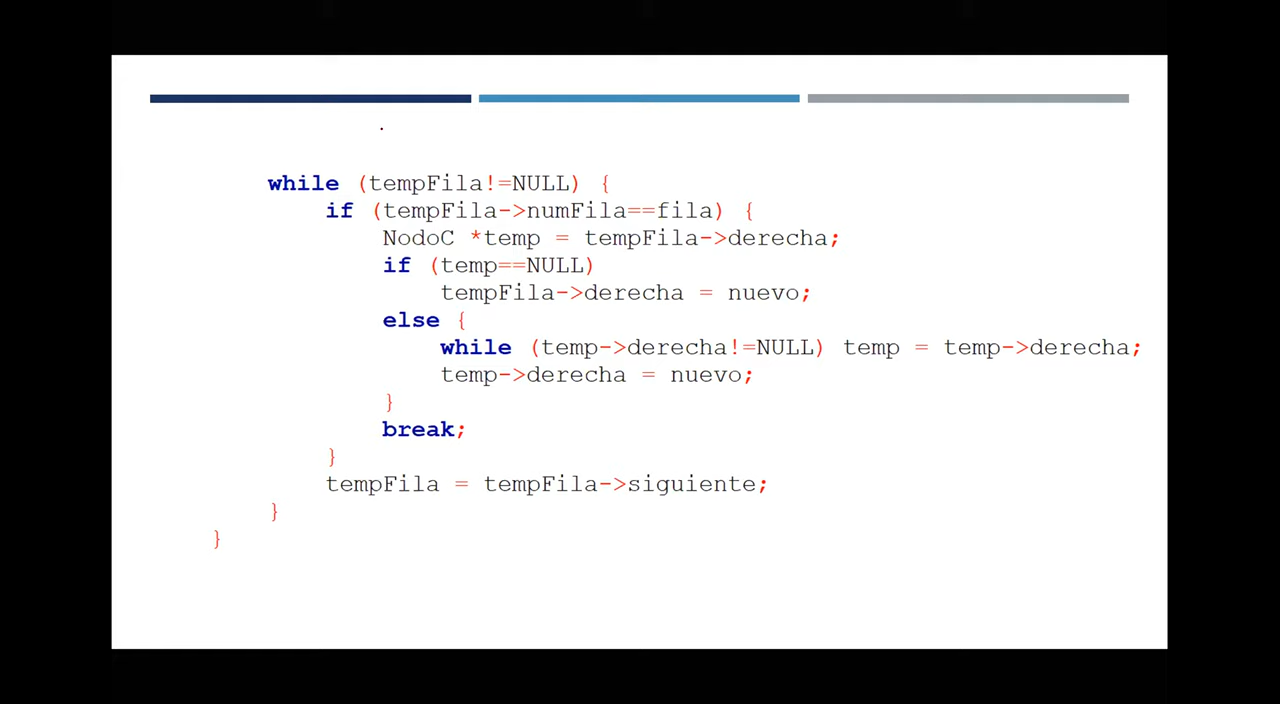 while (tempFila!=NULL) {
if (tempFila->numFila==fila) {
NodoC *temp = tempFila->derecha;
if (temp==NULL)
tempFila->derecha = nuevo;
else {
while (temp->derecha!=NULL) temp = temp->derecha;
temp->derecha = nuevo;
}
break;
}
tempFila = tempFila->siguiente;
}
}